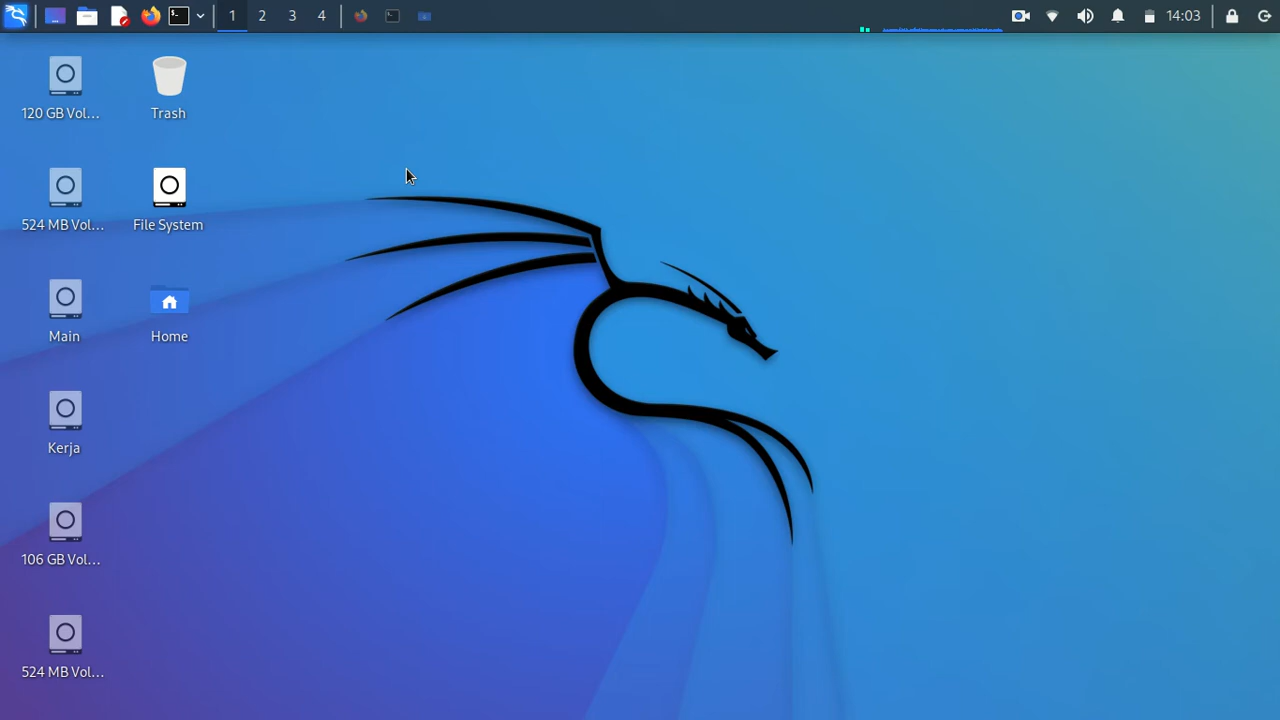 1 2 3 4 14:03
120 GB Vol... Trash
524 MB Vol... File System
Main Home
Kerja
106 GB Vol...
524 MB Vol...